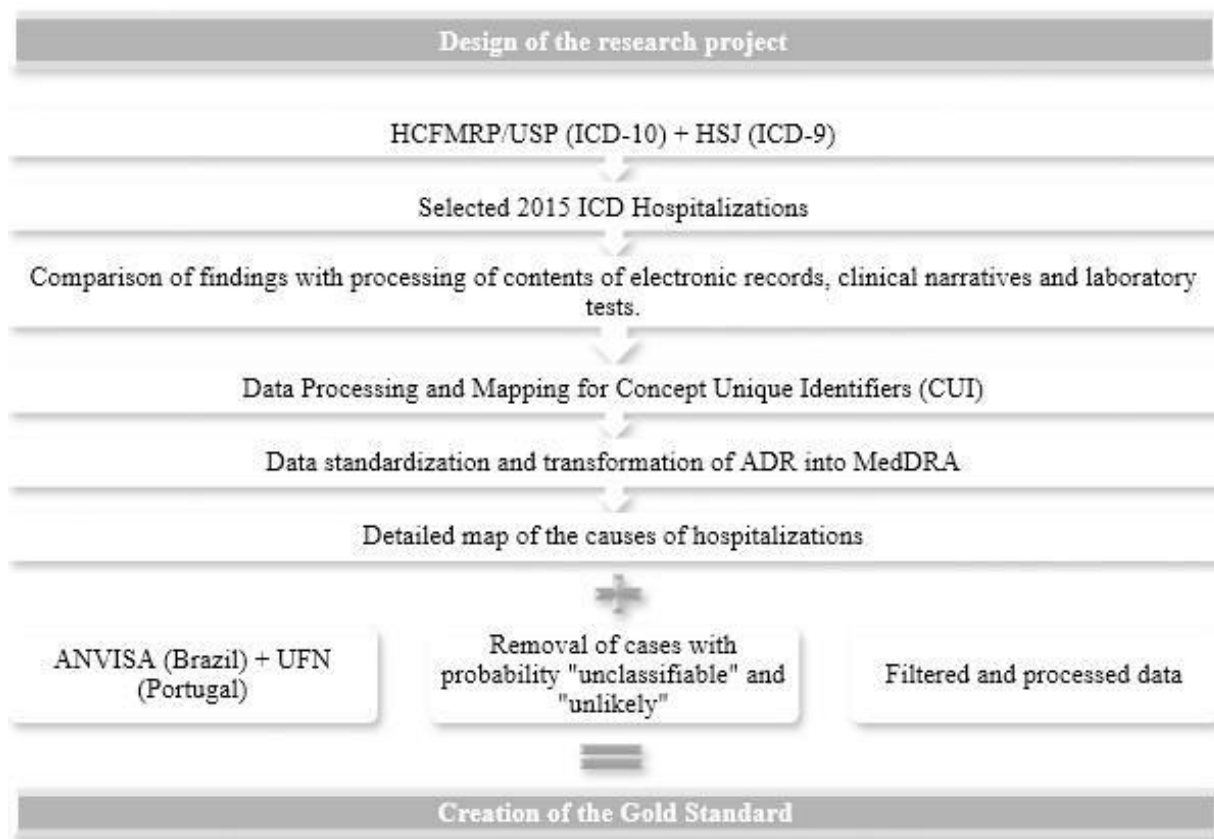 Design of the research project
HCFMRP/USP (ICD-10) + HSJ (ICD-9)
Selected 2015 ICD Hospitalizations
Comparison of findings with processing of contents of electronic records, clinical narratives and laboratory
tests.
Data Processing and Mapping for Concept Unique Identifiers (CUI)
Data standardization and transformation of ADR into MedDRA
Detailed map of the causes of hospitalizations
ANVISA (Brazil) + UFN
(Portugal)
Removal of cases with
probability "unclassifiable" and
"unlikely"
Filtered and processed data
Creation of the Gold Standard